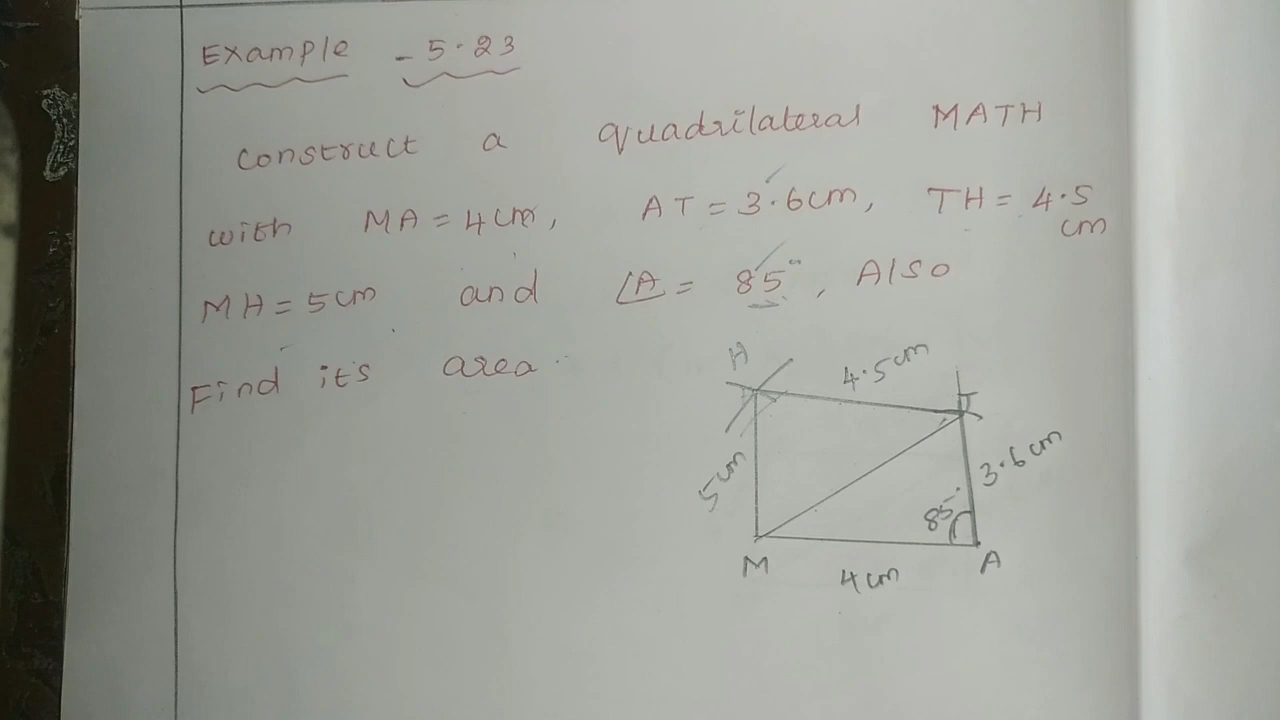 Example - 5.23
construct a quadrilateral MATH
with MA = 4cm, AT = 3.6cm, TH = 4.5
cm
MH = 5cm and ∠A = 85°, Also
Find it's area.
H
4.5cm
T
5cm
3.6cm
85°
M
4cm
A